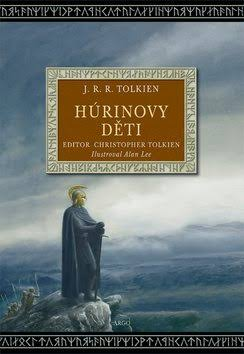 J. R. R. TOLKIEN
HÚRINOVY
DĚTI
EDITOR CHRISTOPHER TOLKIEN
Ilustroval Alan Lee
ARGO